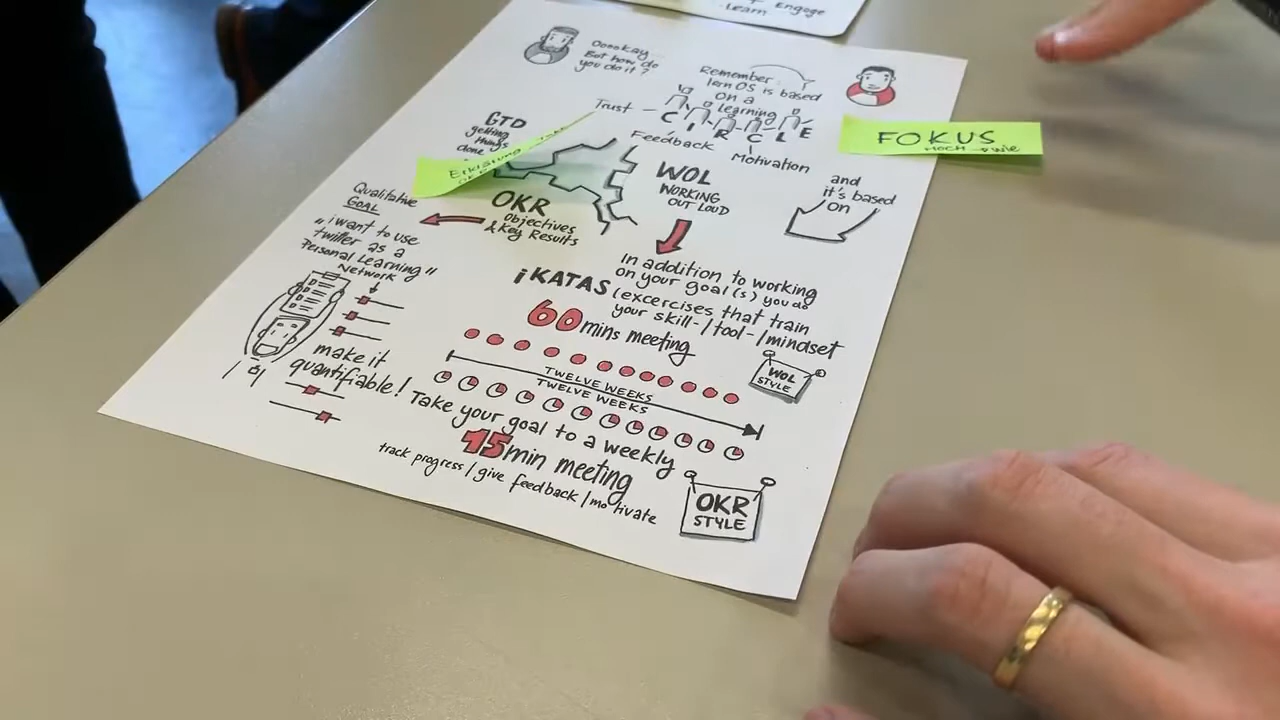 Engage
Learn
Ooookay...
But how do
you do it?
Remember:
lernOS is based
on a
learning
CIRCLE
Trust
Feedback
Motivation
FOKUS
GTD
getting
things
done
Erklärung
WOL
WORKING
OUT LOUD
and
it's based
on
OKR
Objectives
& Key Results
Qualitative
GOAL
"i want to use
twitter as a
Personal Learning"
Network
In addition to working
on your goal(s) you do
¡KATAS (excercises that train
your skill-/tool-/mindset
60 mins meeting
WOL
STYLE
TWELVE WEEKS
TWELVE WEEKS
make it
quantifiable!
Take your goal to a weekly
15min meeting
track progress/give feedback/motivate
OKR
STYLE